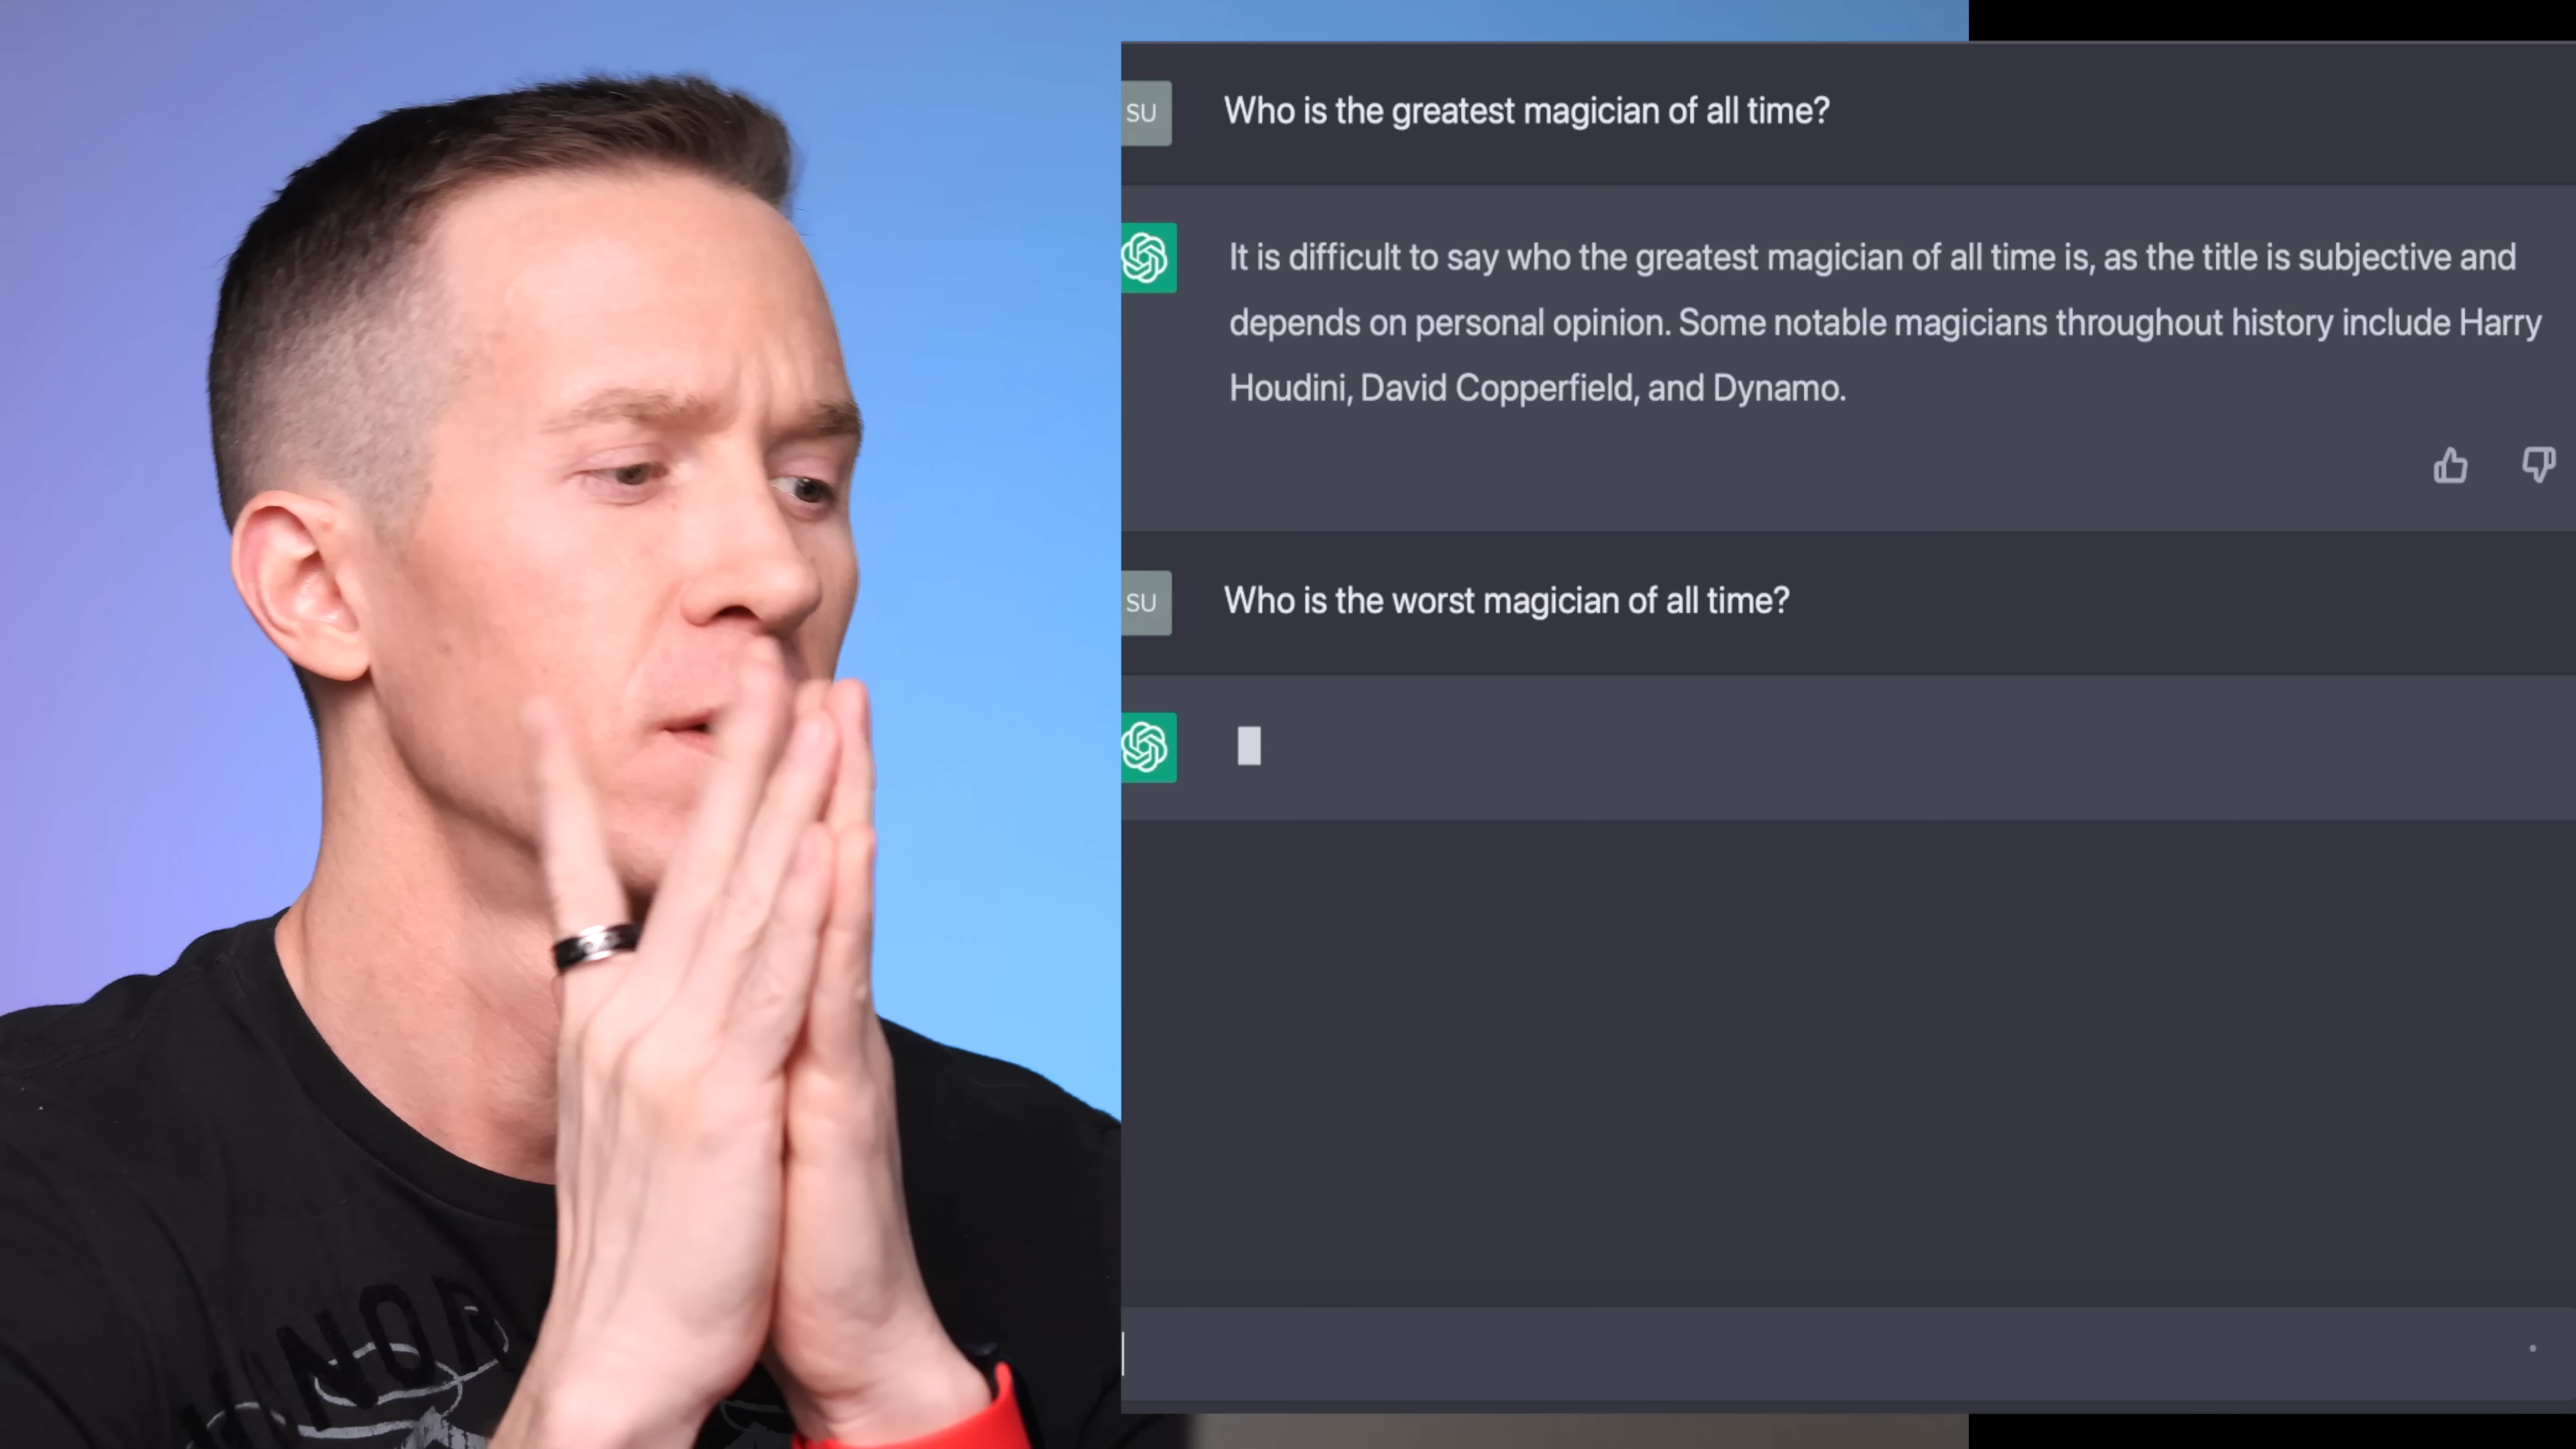 SU
Who is the greatest magician of all time?
It is difficult to say who the greatest magician of all time is, as the title is subjective and
depends on personal opinion. Some notable magicians throughout history include Harry
Houdini, David Copperfield, and Dynamo.
SU
Who is the worst magician of all time?